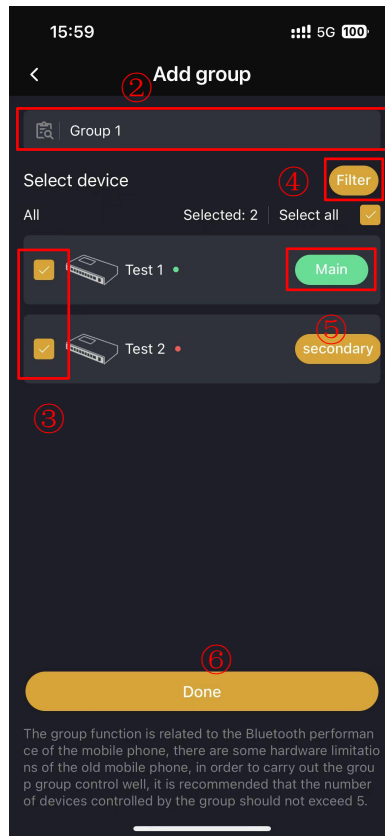 15:59 5G 100
Add group
②
Group 1
Select device ④ Filter
All Selected: 2 Select all
Test 1 Main
⑤
Test 2 secondary
③
⑥
Done
The group function is related to the Bluetooth performan
ce of the mobile phone, there are some hardware limitatio
ns of the old mobile phone, in order to carry out the grou
p group control well, it is recommended that the number
of devices controlled by the group should not exceed 5.